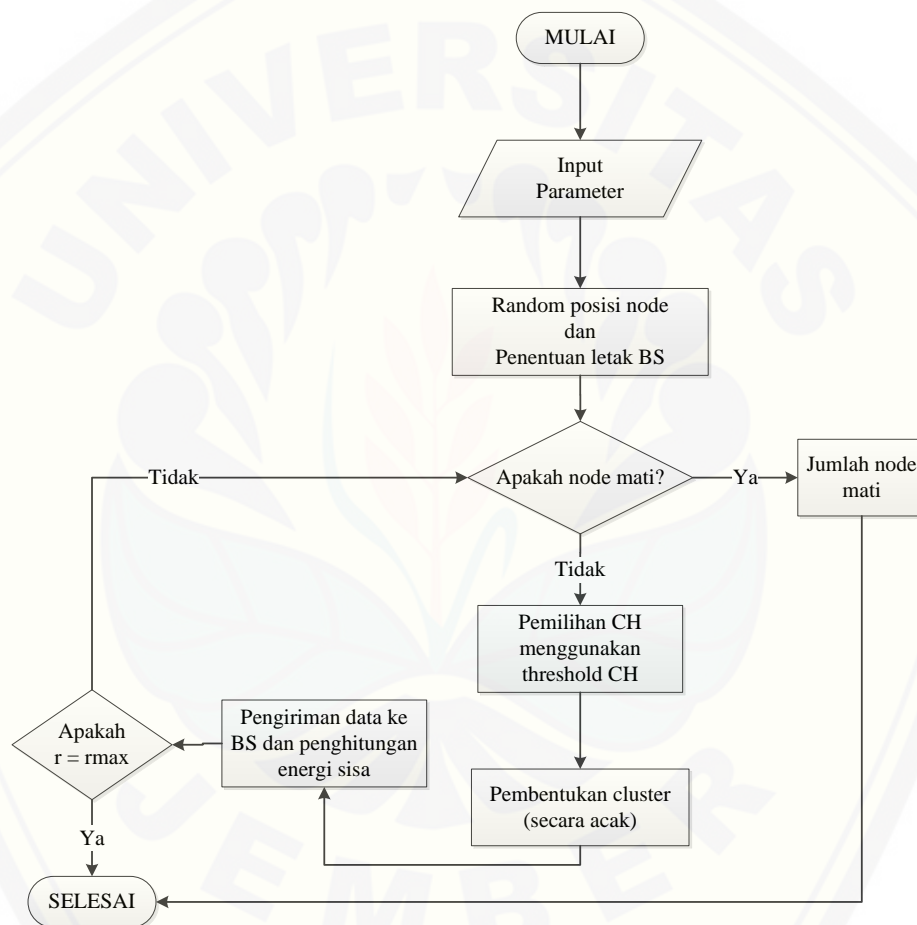 UNIVERSITAS
MULAI
Input
Parameter
Random posisi node
dan
Penentuan letak BS
Apakah node mati?
Ya
Jumlah node
mati
Tidak
Tidak
Pemilihan CH
menggunakan
threshold CH
Pembentukan cluster
(secara acak)
Pengiriman data ke
BS dan penghitungan
energi sisa
Apakah
r = rmax
Ya
SELESAI
JEMBER